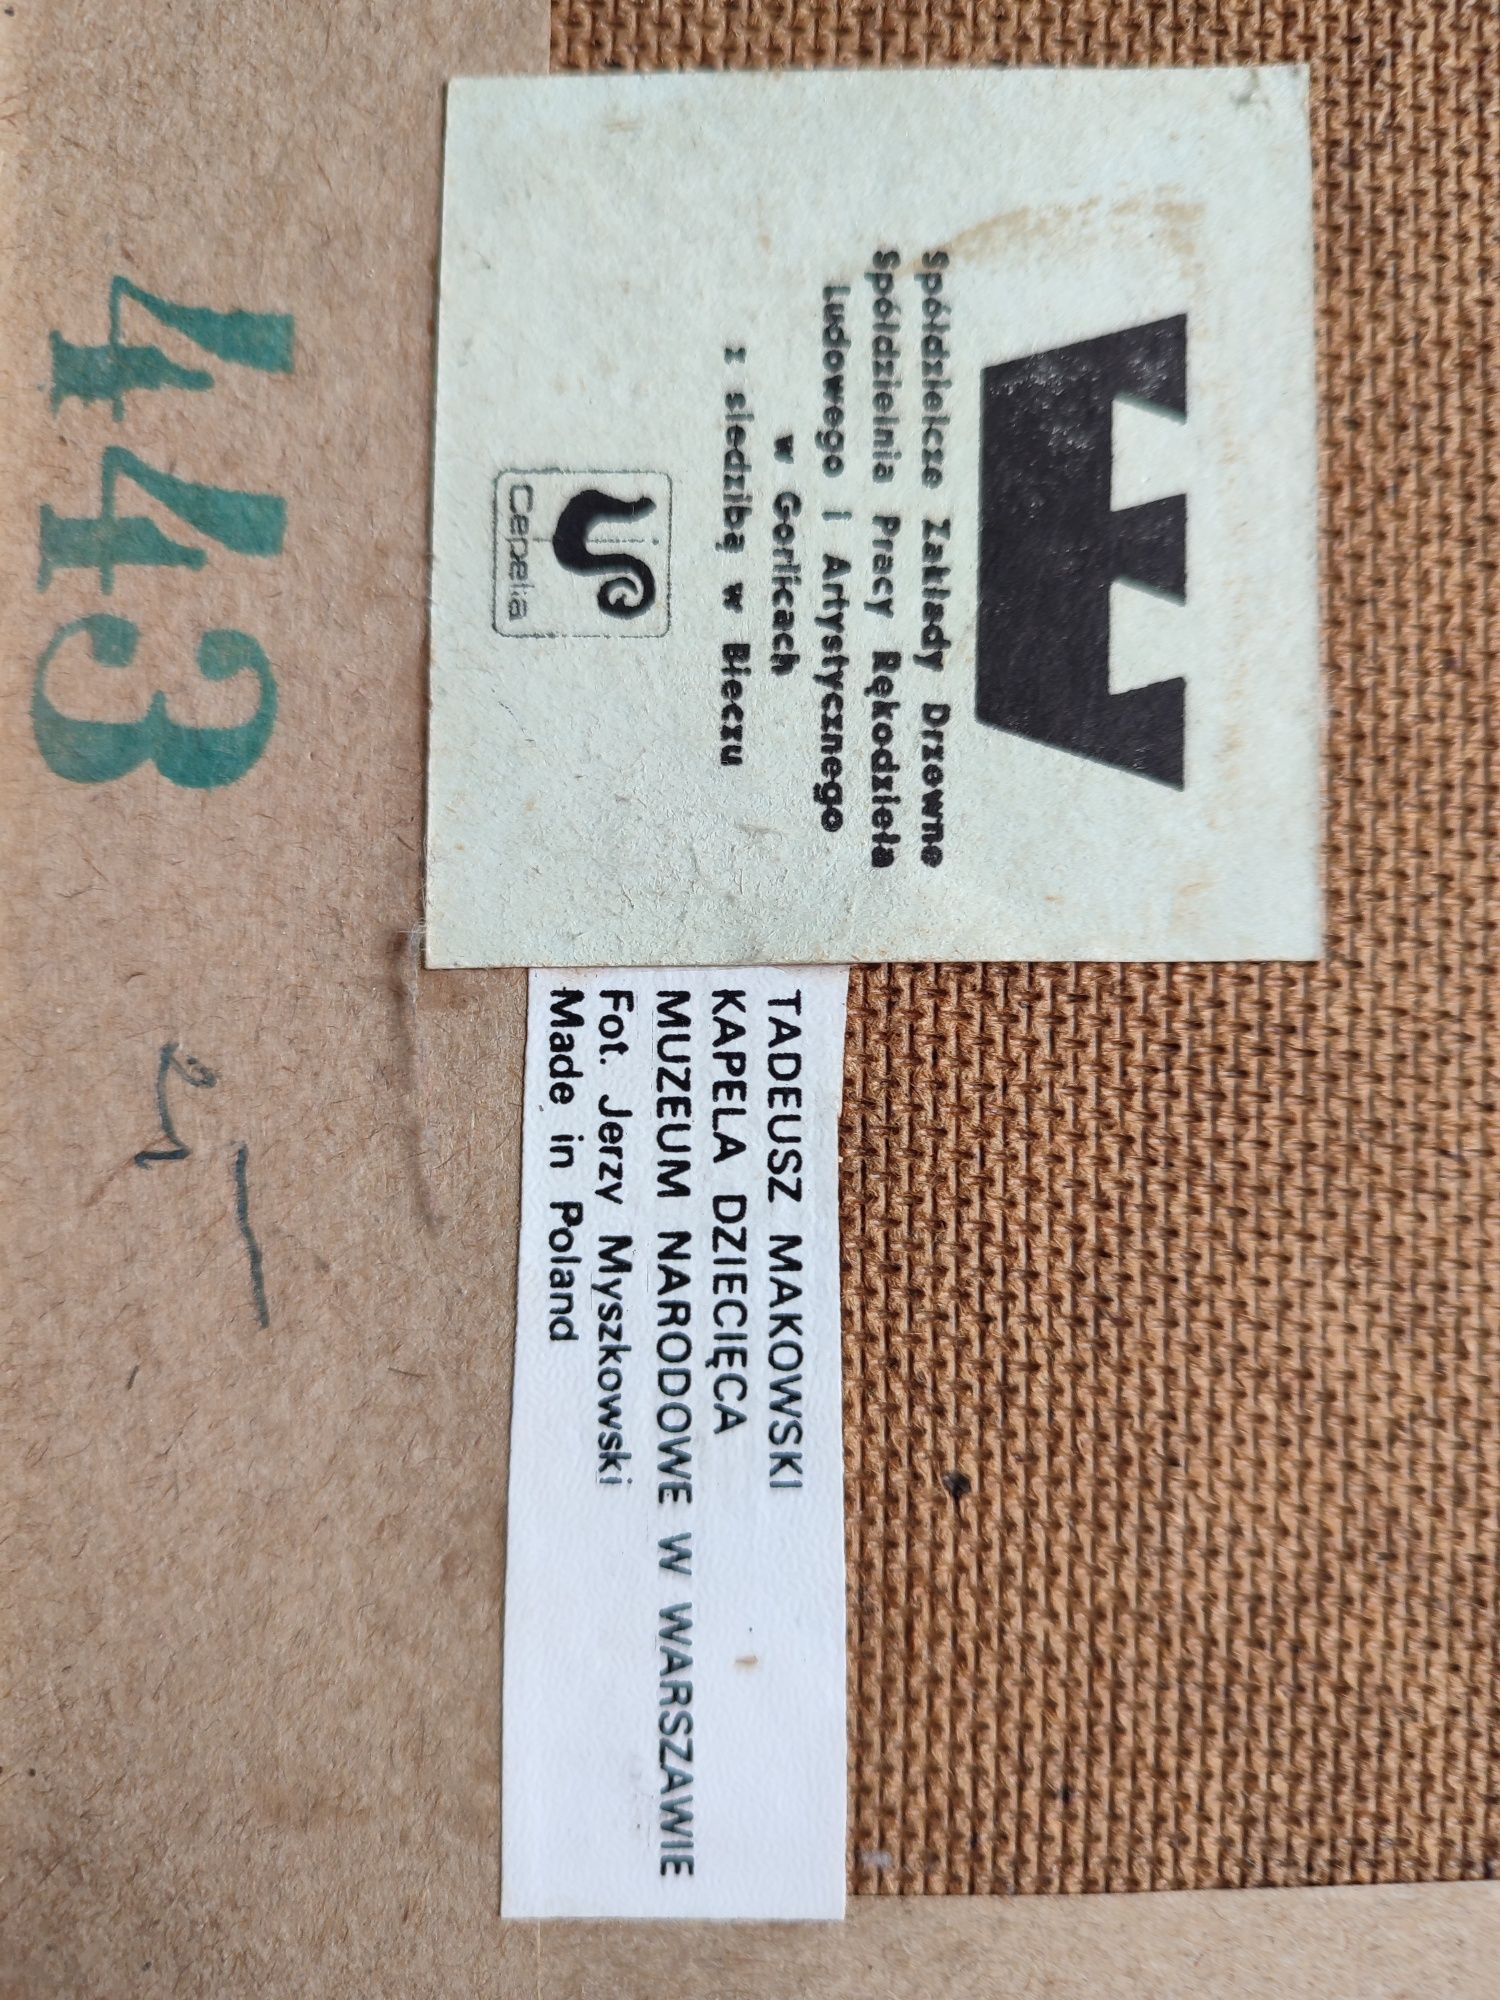 Spółdzielcze Zakłady Drzewne
Spółdzielnia Pracy Rękodzieła
Ludowego i Artystycznego
w Gorlicach
z siedzibą w Bieczu
Cepelia
TADEUSZ MAKOWSKI
KAPELA DZIECIĘCA
MUZEUM NARODOWE W WARSZAWIE
Fot. Jerzy Myszkowski
Made in Poland
443